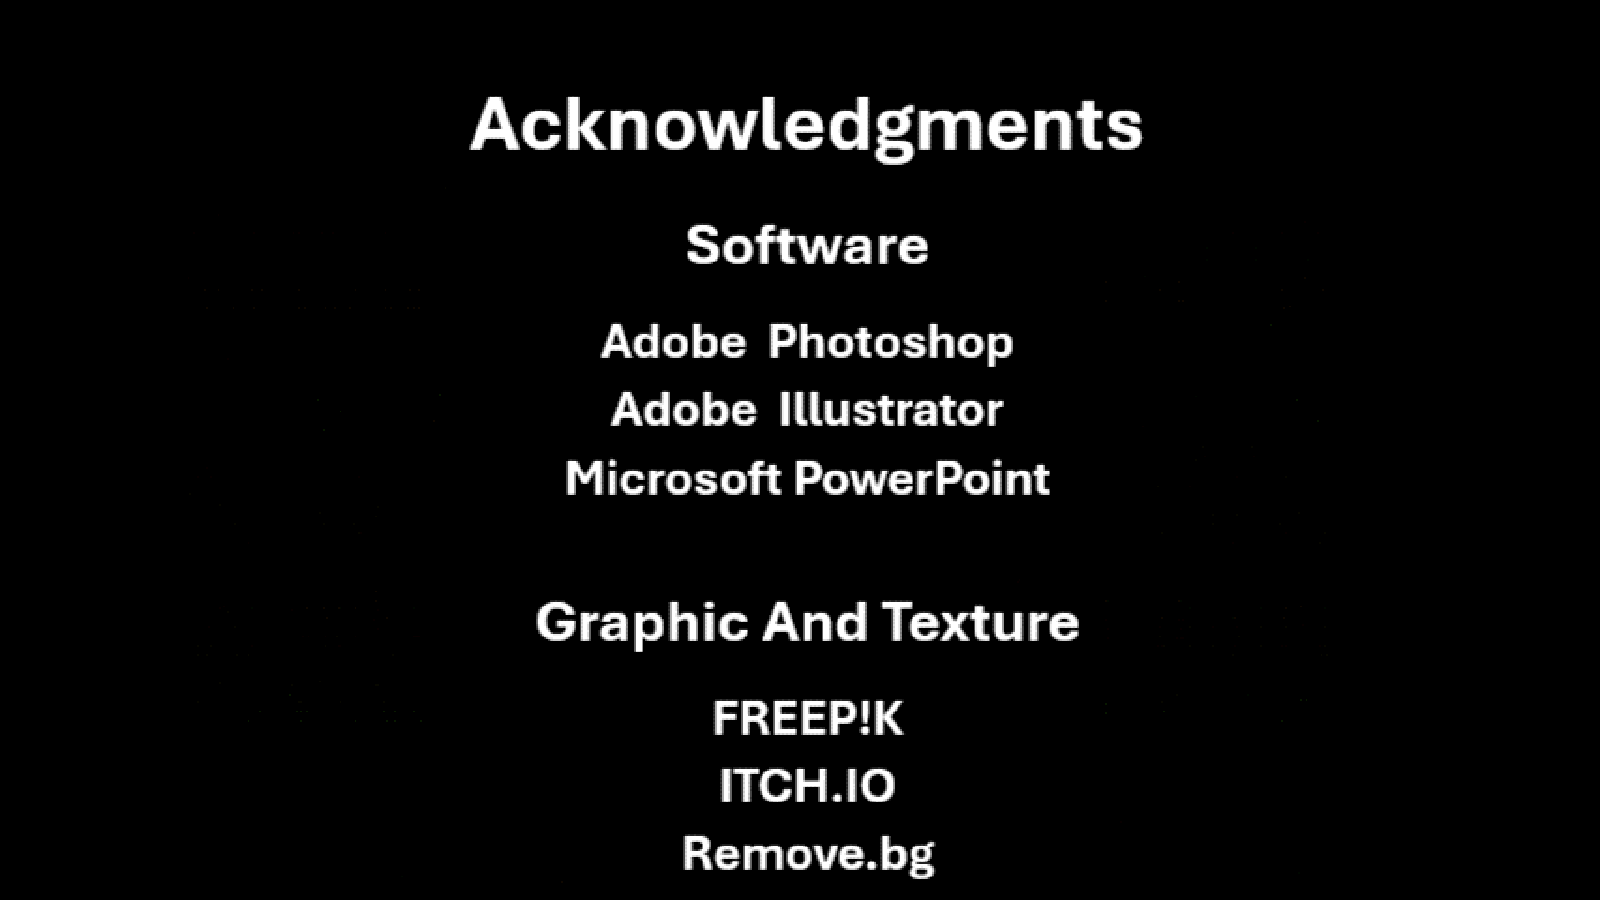 Acknowledgments
Software
Adobe Photoshop
Adobe Illustrator
Microsoft PowerPoint
Graphic And Texture
FREEP!K
ITCH.IO
Remove.bg